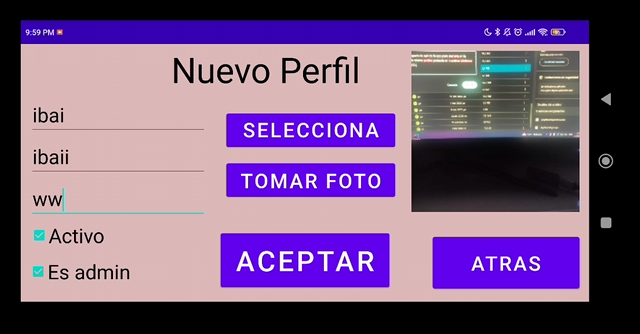 9:59 PM
Nuevo Perfil
ibai
ibaii
ww
Activo
Es admin
SELECCIONA
TOMAR FOTO
ACEPTAR
ATRAS